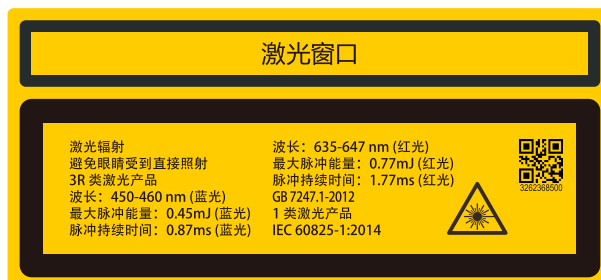 激光窗口
激光辐射
避免眼睛受到直接照射
3R 类激光产品
波长：450-460 nm (蓝光)
最大脉冲能量：0.45mJ (蓝光)
脉冲持续时间：0.87ms (蓝光)
波长：635-647 nm (红光)
最大脉冲能量：0.77mJ (红光)
脉冲持续时间：1.77ms (红光)
GB 7247.1-2012
1 类激光产品
IEC 60825-1:2014
3262368500